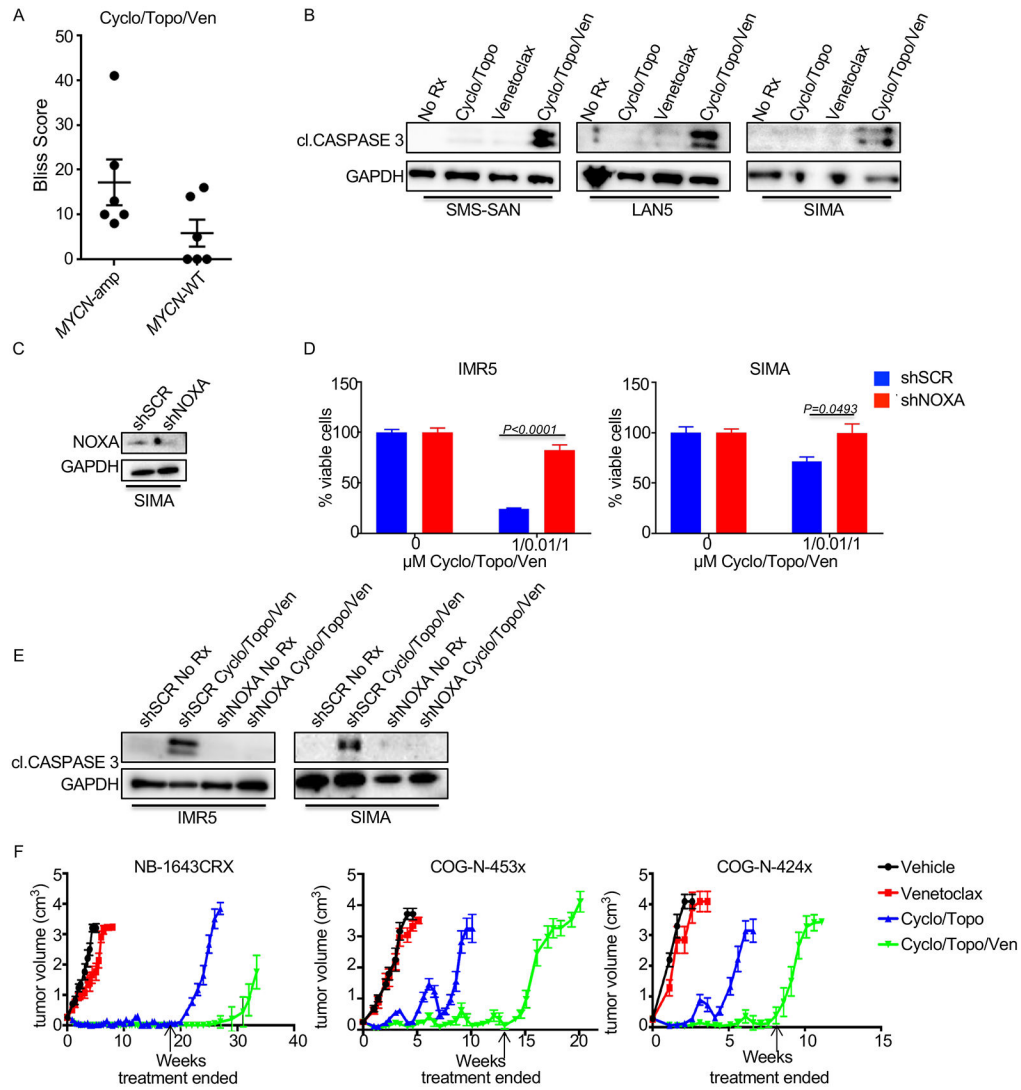 A
Cyclo/Topo/Ven
Bliss Score
50
40
30
20
10
0
MYCN-amp
MYCN-WT
B
No Rx
Cyclo/Topo
Venetoclax
Cyclo/Topo/Ven
No Rx
Cyclo/Topo
Venetoclax
Cyclo/Topo/Ven
No Rx
Cyclo/Topo
Venetoclax
Cyclo/Topo/Ven
cl.CASPASE 3
GAPDH
SMS-SAN
LAN5
SIMA
C
shSCR
shNOXA
NOXA
GAPDH
SIMA
D
IMR5
% viable cells
150
100
50
0
P<0.0001
0
1/0.01/1
µM Cyclo/Topo/Ven
SIMA
% viable cells
150
100
50
0
P=0.0493
0
1/0.01/1
µM Cyclo/Topo/Ven
shSCR
shNOXA
E
shSCR No Rx
shSCR Cyclo/Topo/Ven
shNOXA No Rx
shNOXA Cyclo/Topo/Ven
shSCR No Rx
shSCR Cyclo/Topo/Ven
shNOXA No Rx
shNOXA Cyclo/Topo/Ven
cl.CASPASE 3
GAPDH
IMR5
SIMA
F
NB-1643CRX
tumor volume (cm3)
5
4
3
2
1
0
0
10
20
30
40
Weeks
treatment ended
COG-N-453x
tumor volume (cm3)
5
4
3
2
1
0
0
5
10
15
20
Weeks
treatment ended
COG-N-424x
tumor volume (cm3)
5
4
3
2
1
0
0
5
10
15
Weeks
treatment ended
Vehicle
Venetoclax
Cyclo/Topo
Cyclo/Topo/Ven